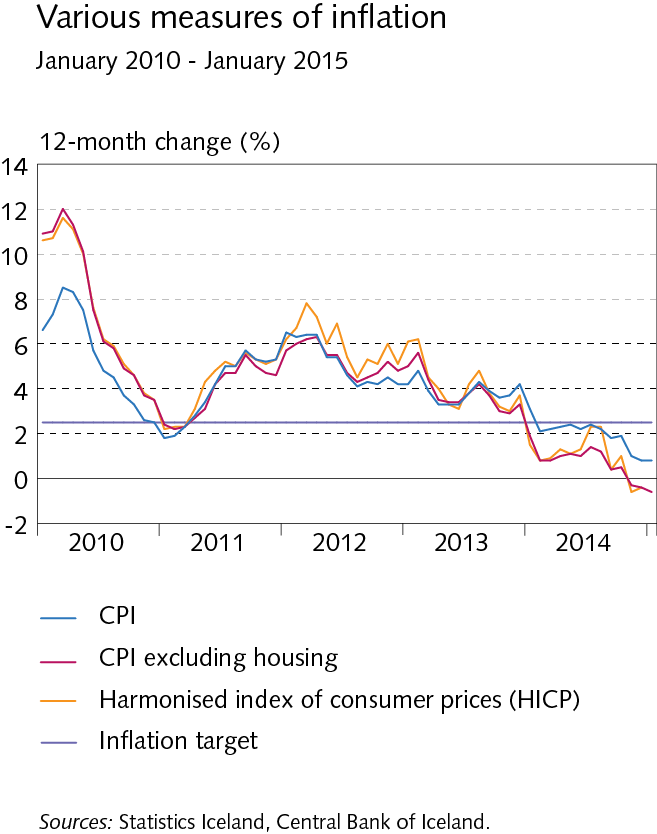 Various measures of inflation
January 2010 - January 2015
12-month change (%)
14
12
10
8
6
4
2
0
-2
2010 2011 2012 2013 2014
CPI
CPI excluding housing
Harmonised index of consumer prices (HICP)
Inflation target
Sources: Statistics Iceland, Central Bank of Iceland.